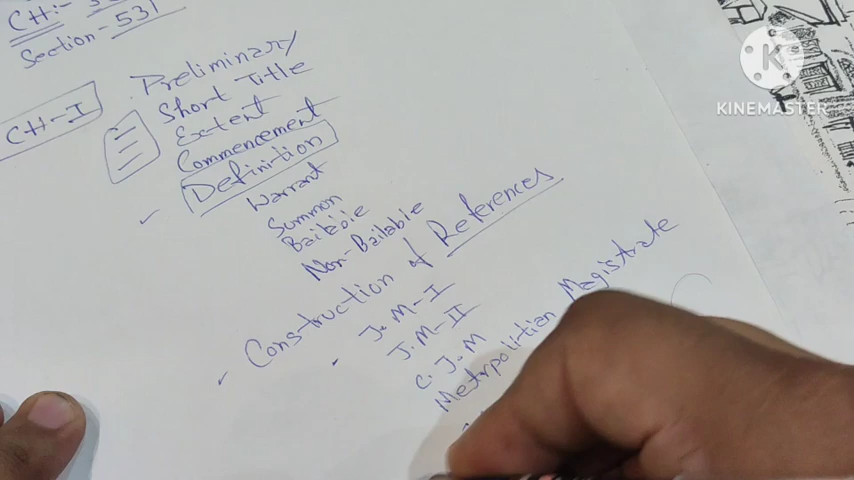 CH:-
Section - 531
CH-I
Preliminary
Short Title
Extent
Commencement
Definition
Warrant
Summon
Bailable
Non-Bailable
Construction of References
J.M-I
J.M-II
C.J.M
Metrpolitian Magistrate
KINEMASTER